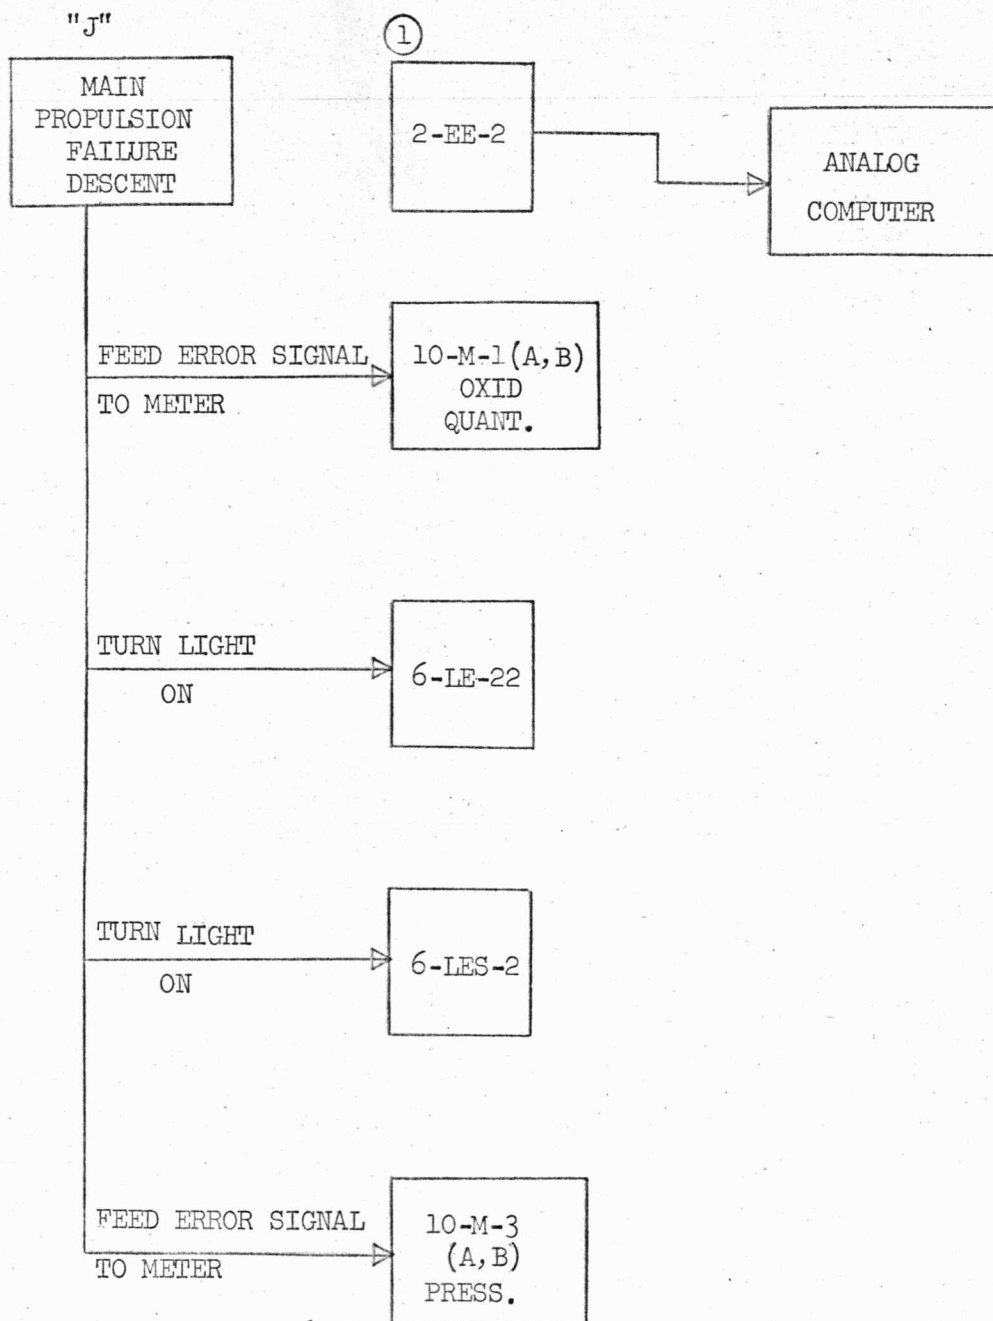 "J"
MAIN
PROPULSION
FAILURE
DESCENT
1
2-EE-2
ANALOG
COMPUTER
FEED ERROR SIGNAL
TO METER
10-M-1(A,B)
OXID
QUANT.
TURN LIGHT
ON
6-LE-22
TURN LIGHT
ON
6-LES-2
FEED ERROR SIGNAL
TO METER
10-M-3
(A,B)
PRESS.